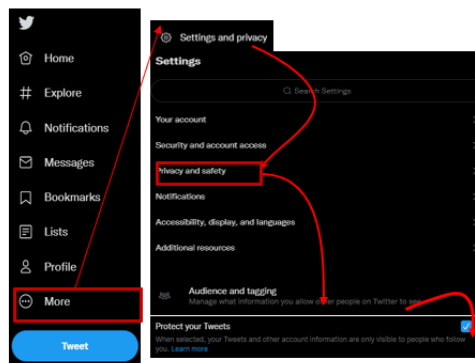 Home
Explore
Notifications
Messages
Bookmarks
Lists
Profile
More
Tweet
Settings and privacy
Settings
Search Settings
Your account
Security and account access
Privacy and safety
Notifications
Accessibility, display, and languages
Additional resources
Audience and tagging
Manage what information you allow other people on Twitter to see.
Protect your Tweets
When selected, your Tweets and other account information are only visible to people who follow
you. Learn more